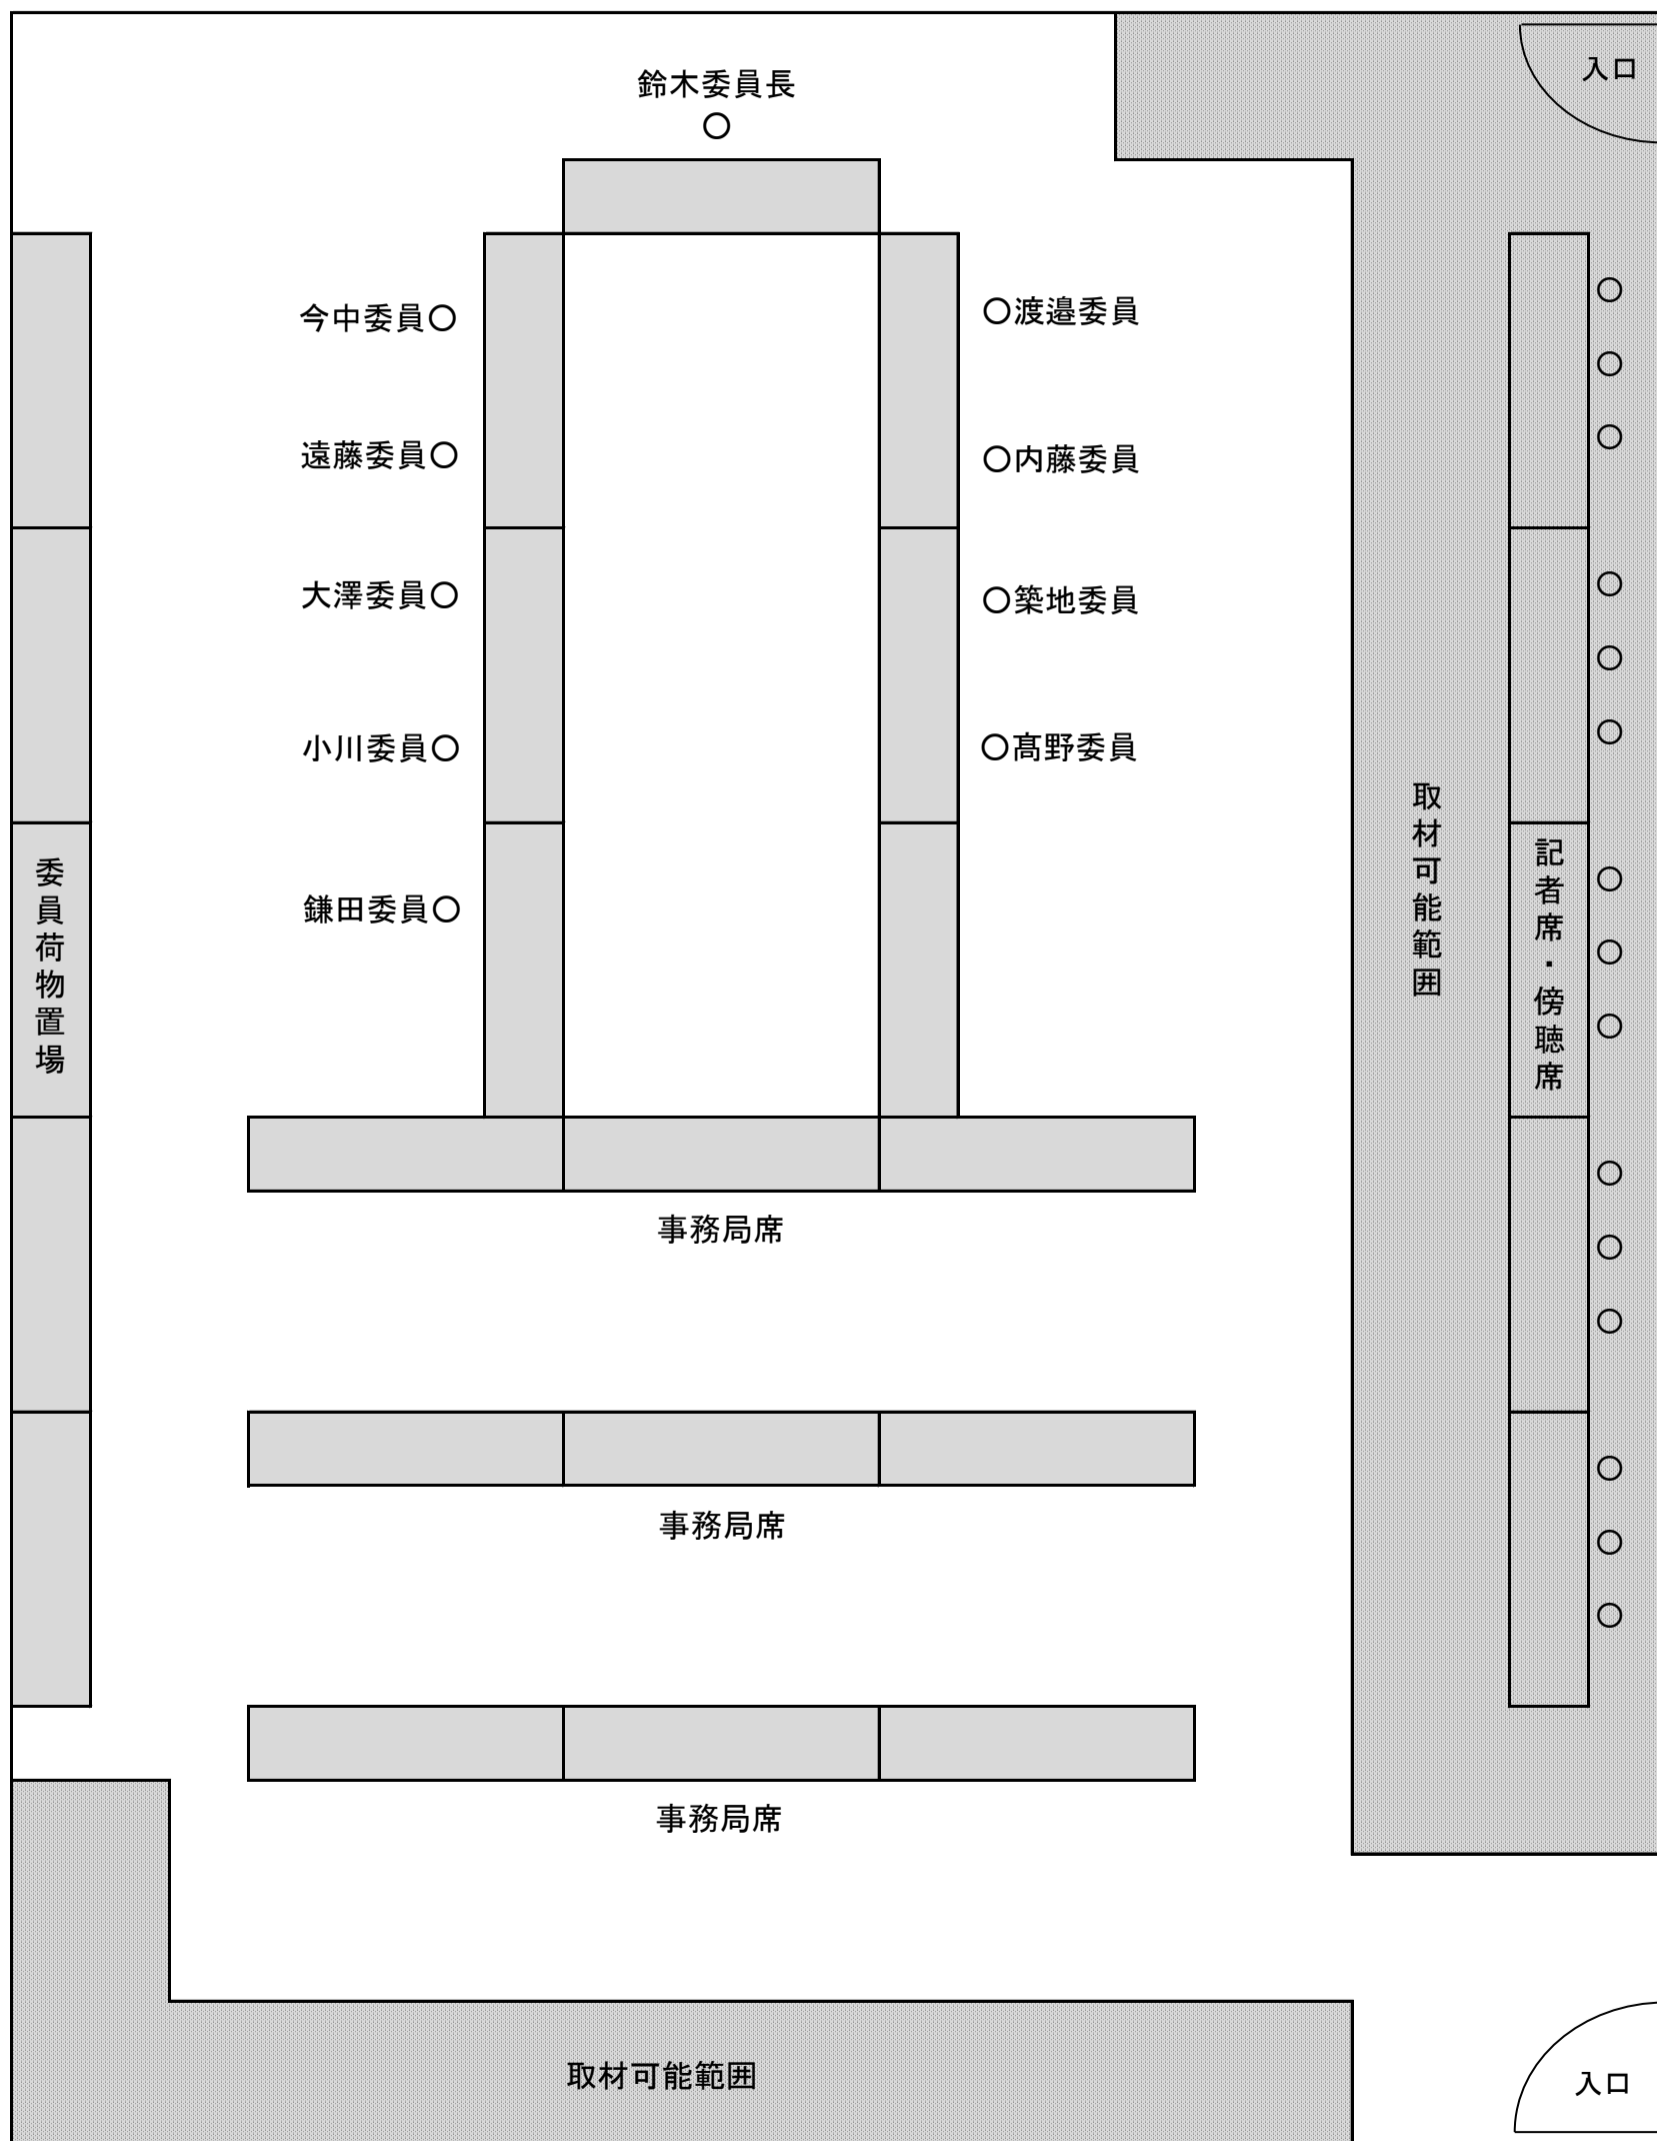 入口
鈴木委員長
○
今中委員○
○渡邉委員
遠藤委員○
○内藤委員
大澤委員○
○築地委員
小川委員○
○髙野委員
鎌田委員○
委員荷物置場
取材可能範囲
記者席・傍聴席
事務局席
事務局席
事務局席
取材可能範囲
入口